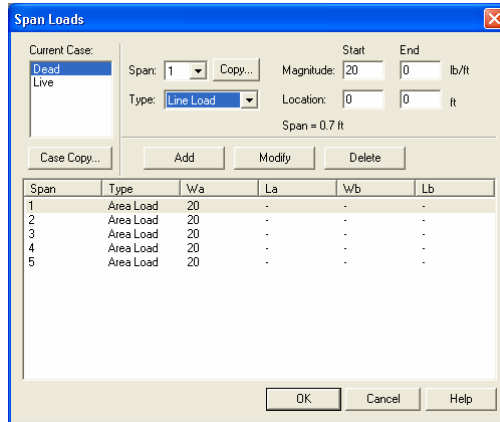 Span Loads
Current Case:
Dead
Live
Case Copy...
Span: 1 Copy...
Type: Line Load
Start End
Magnitude: 20 0 lb/ft
Location: 0 0 ft
Span = 0.7 ft
Add Modify Delete
Span Type Wa La Wb Lb
1 Area Load 20 - - -
2 Area Load 20 - - -
3 Area Load 20 - - -
4 Area Load 20 - - -
5 Area Load 20 - - -
OK Cancel Help